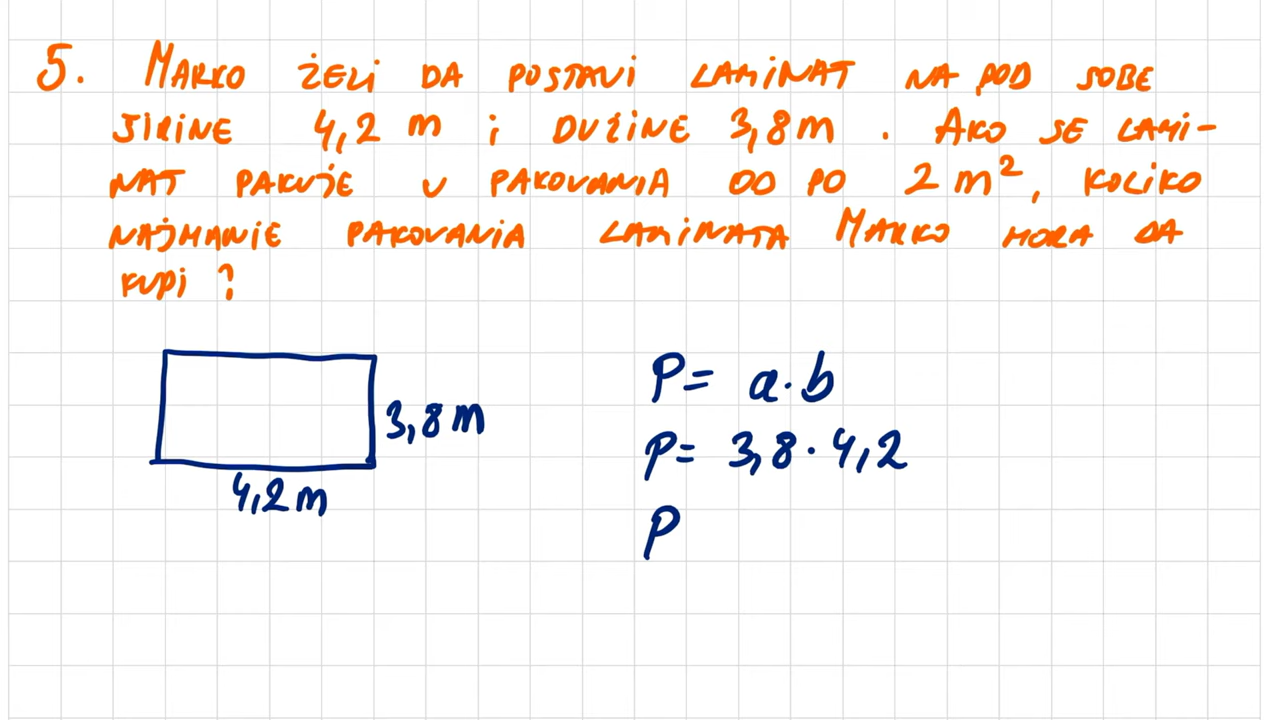 5. MARKO ŽELI DA POSTAVI LAMINAT NA POD SOBE
ŠIRINE 4,2 m i DUŽINE 3,8 m. AKO SE LAMI-
NAT PAKUJE U PAKOVANJA OD PO 2 m², KOLIKO
NAJMANJE PAKOVANJA LAMINATA MARKO MORA DA
KUPI?
P = a·b
3,8 m
P = 3,8·4,2
4,2 m
P